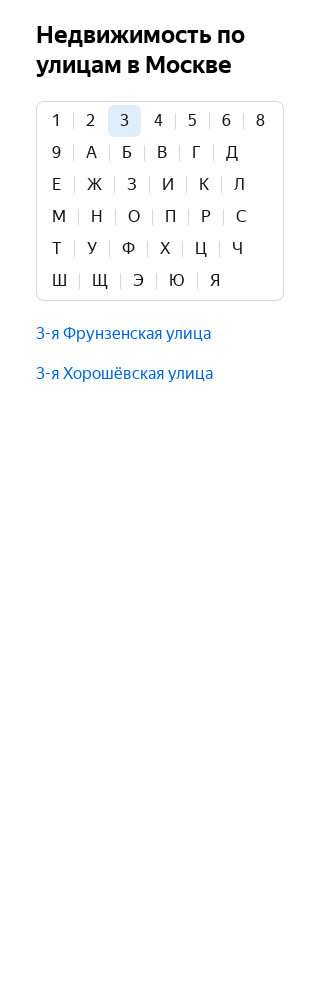 Недвижимость по
улицам в Москве
1 2 3 4 5 6 8
9 А Б В Г Д
Е Ж З И К Л
М Н О П Р С
Т У Ф Х Ц Ч
Ш Щ Э Ю Я
3-я Фрунзенская улица
3-я Хорошёвская улица